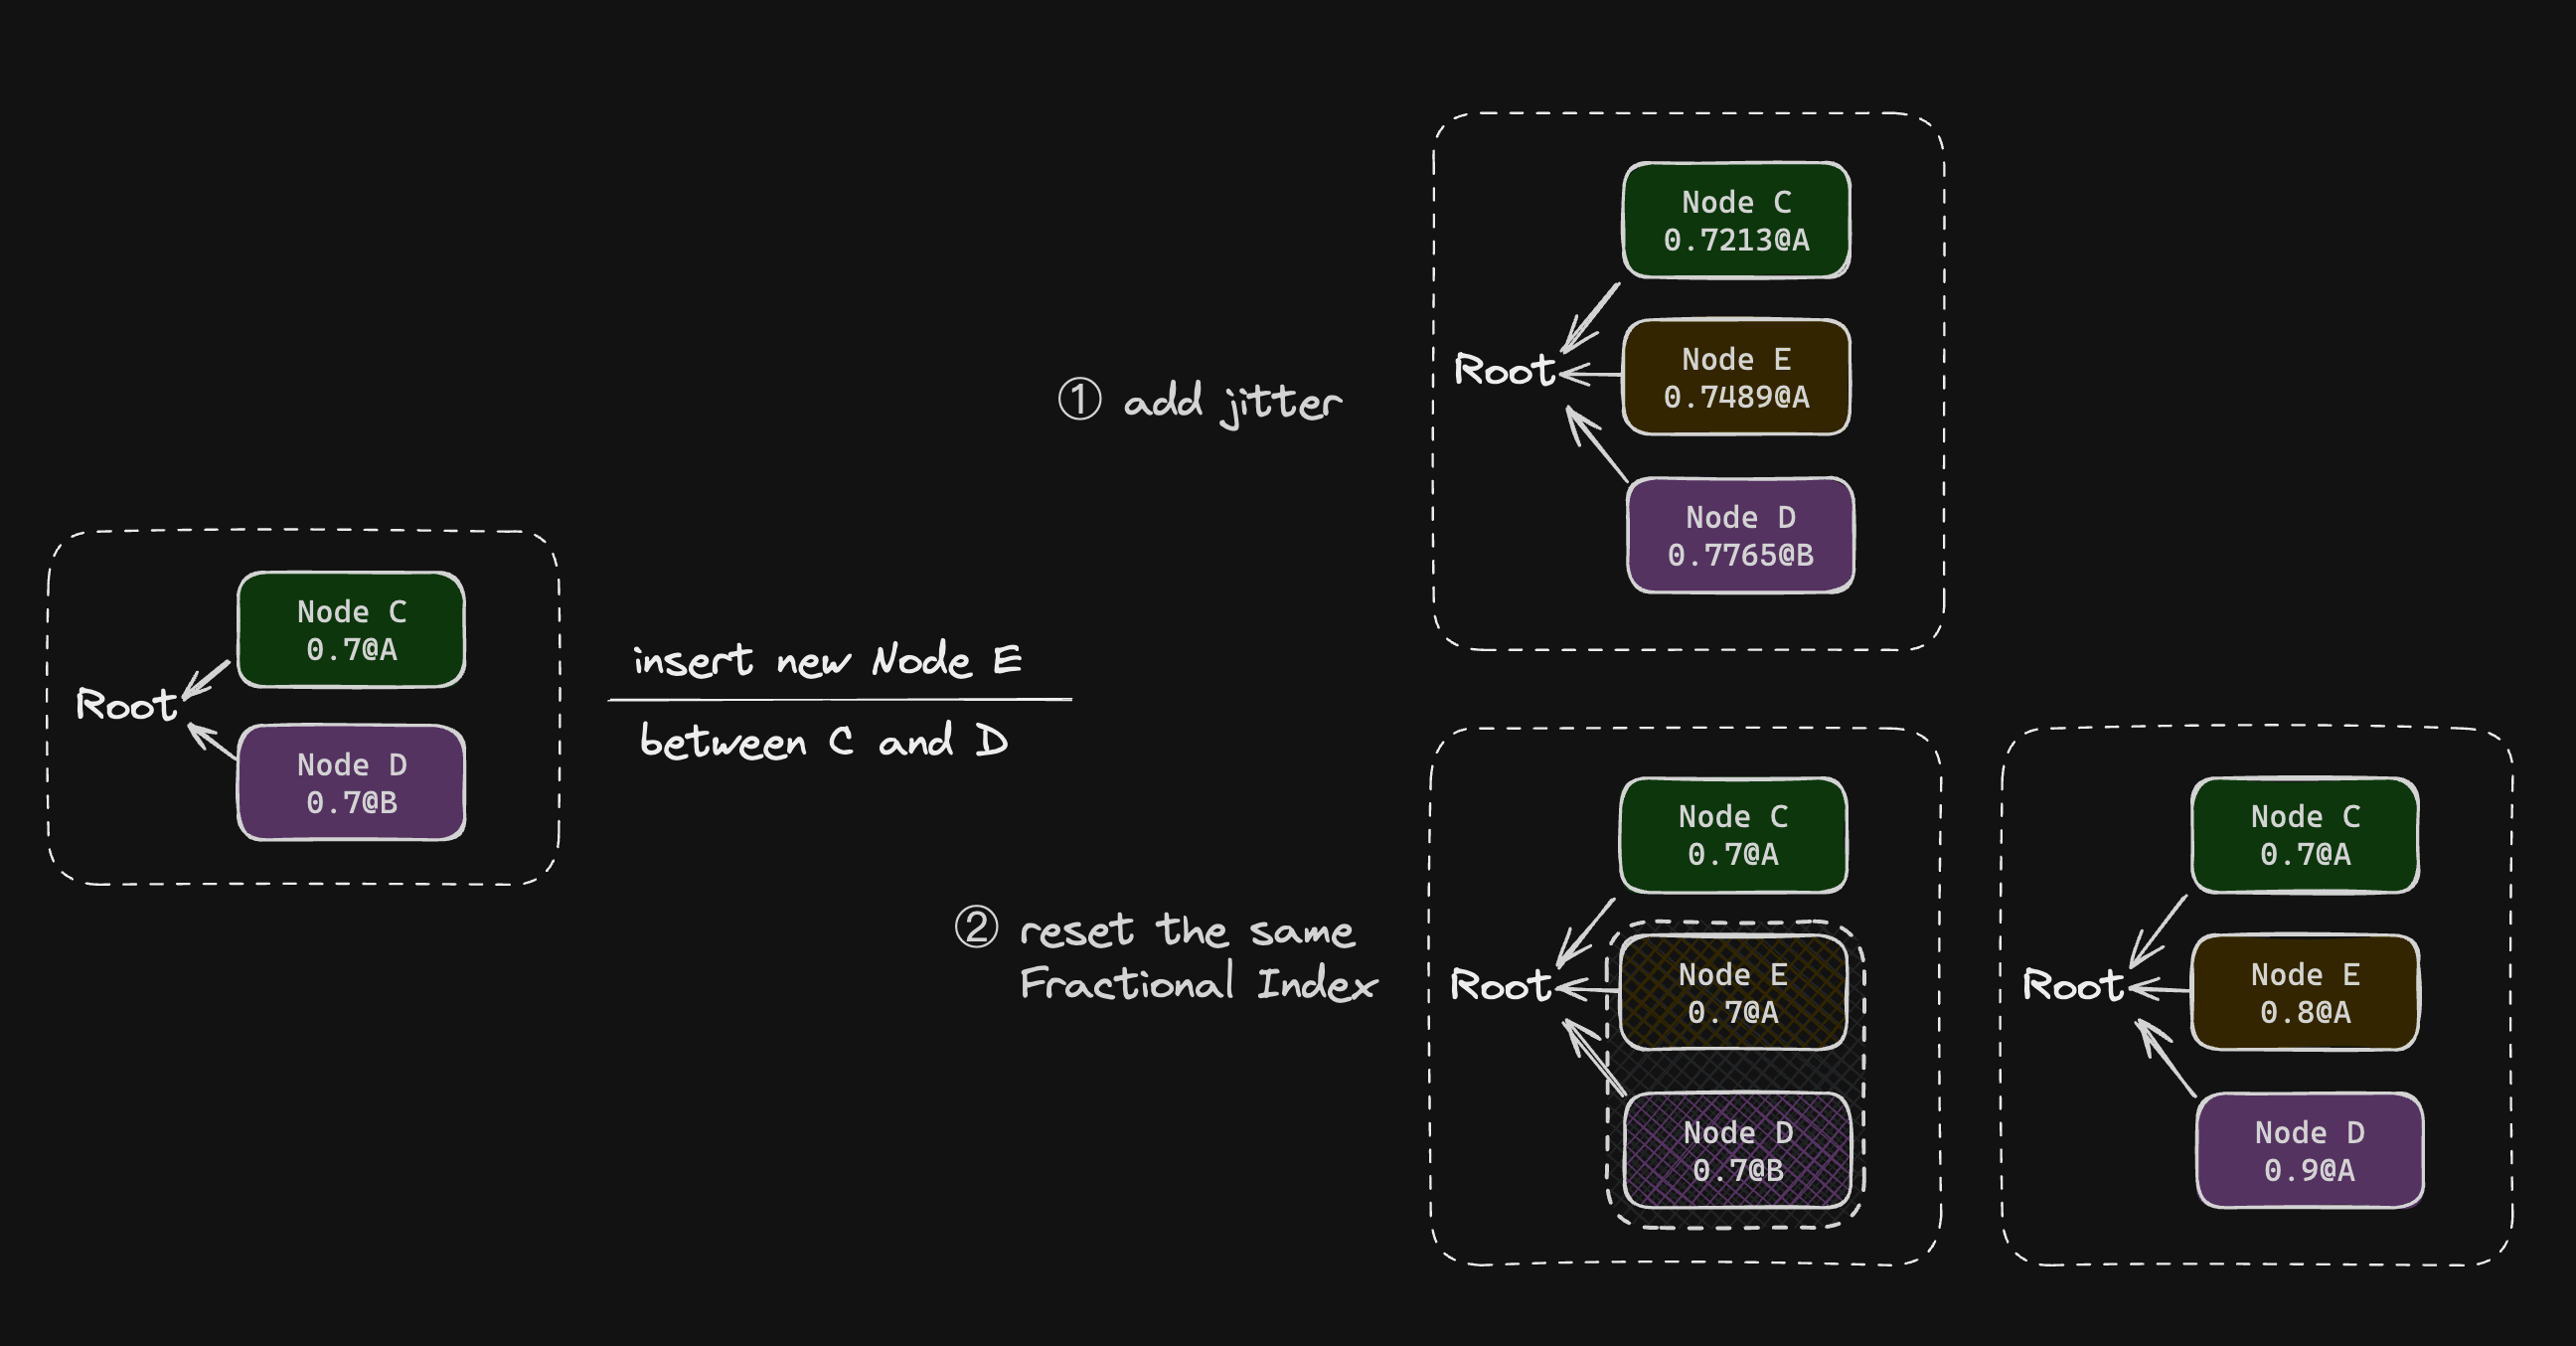 Root
Node C
0.7@A
Node D
0.7@B
insert new Node E
between C and D
① add jitter
Root
Node C
0.7213@A
Node E
0.7489@A
Node D
0.7765@B
② reset the same
Fractional Index
Root
Node C
0.7@A
Node E
0.7@A
Node D
0.7@B
Root
Node C
0.7@A
Node E
0.8@A
Node D
0.9@A